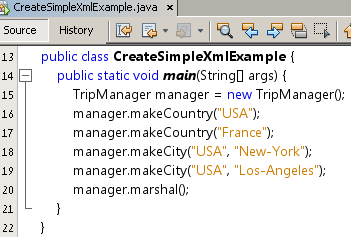 CreateSimpleXmlExample.java
Source History
13 public class CreateSimpleXmlExample {
14 public static void main(String[] args) {
15 TripManager manager = new TripManager();
16 manager.makeCountry("USA");
17 manager.makeCountry("France");
18 manager.makeCity("USA", "New-York");
19 manager.makeCity("USA", "Los-Angeles");
20 manager.marshal();
21 }
22 }